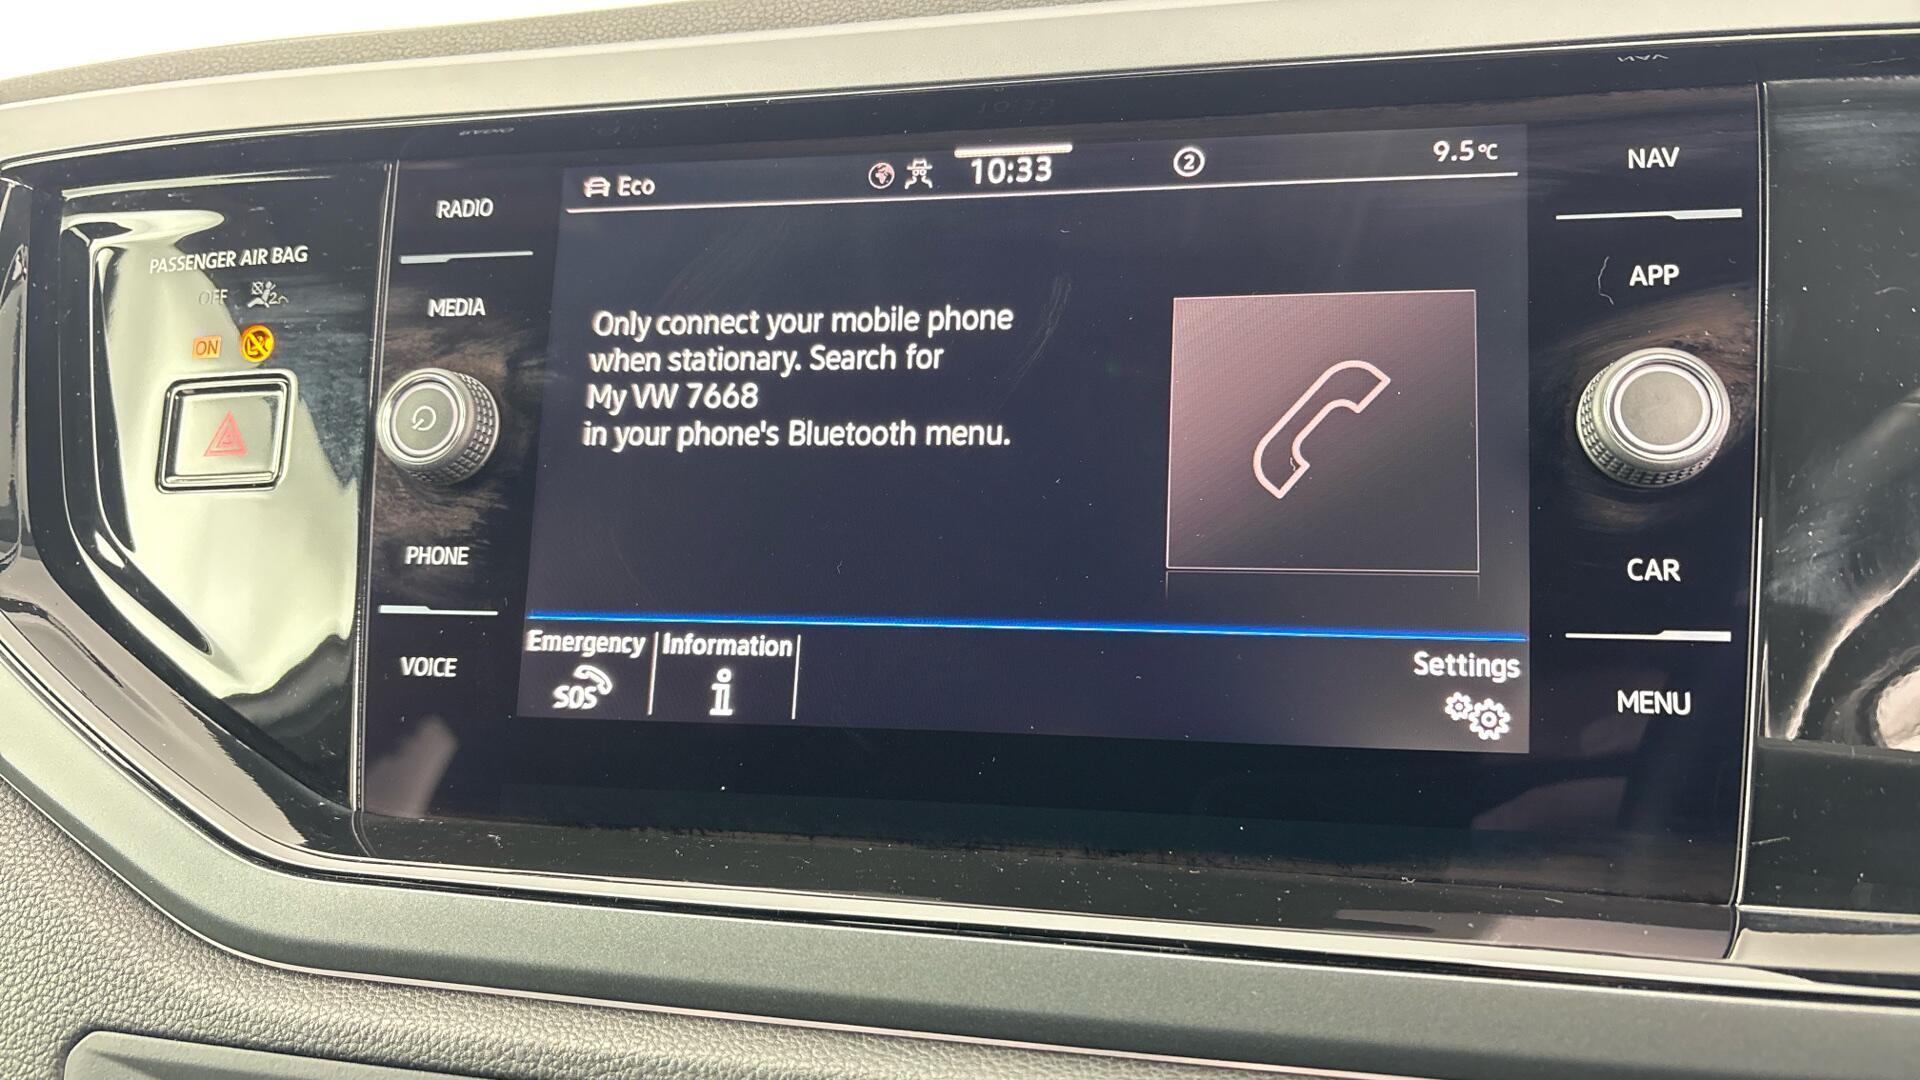 PASSENGER AIR BAG
OFF
ON
RADIO
MEDIA
PHONE
VOICE
Eco
10:33
2
9.5°C
Only connect your mobile phone
when stationary. Search for
My VW 7668
in your phone's Bluetooth menu.
Emergency
SOS
Information
i
Settings
NAV
APP
CAR
MENU